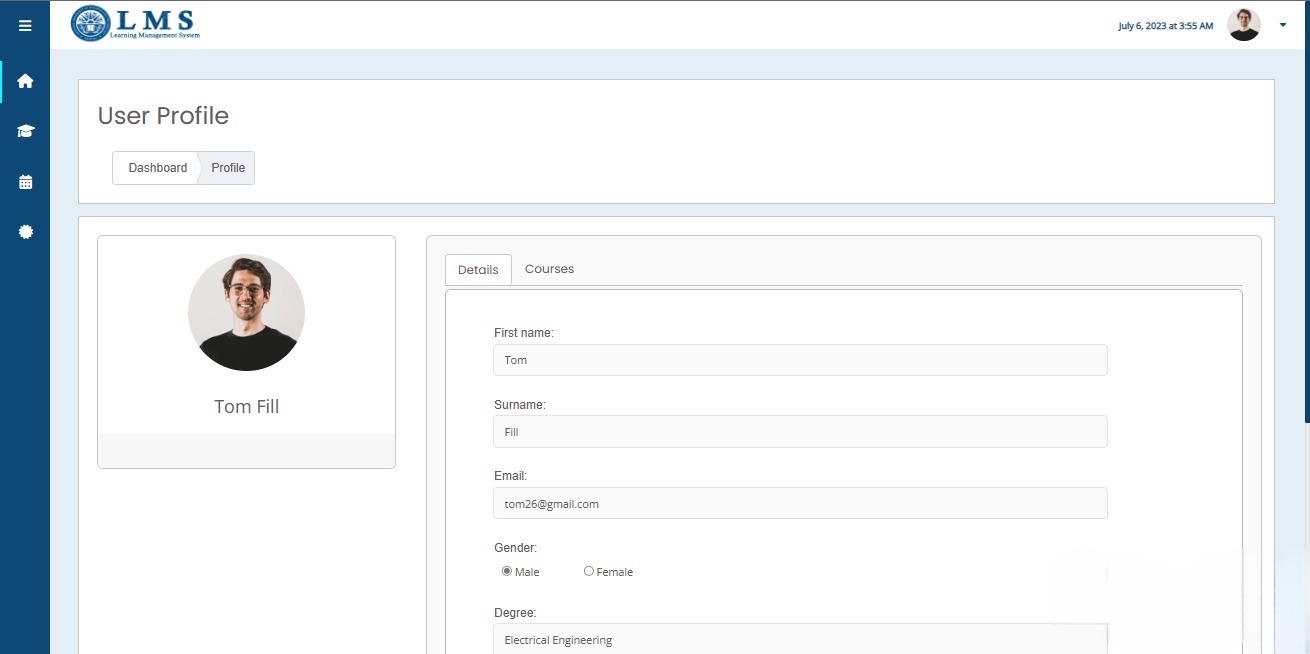 LMS
Learning Management System
July 6, 2023 at 3:55 AM
User Profile
Dashboard
Profile
Tom Fill
Details
Courses
First name:
Tom
Surname:
Fill
Email:
tom26@gmail.com
Gender:
Male
Female
Degree:
Electrical Engineering